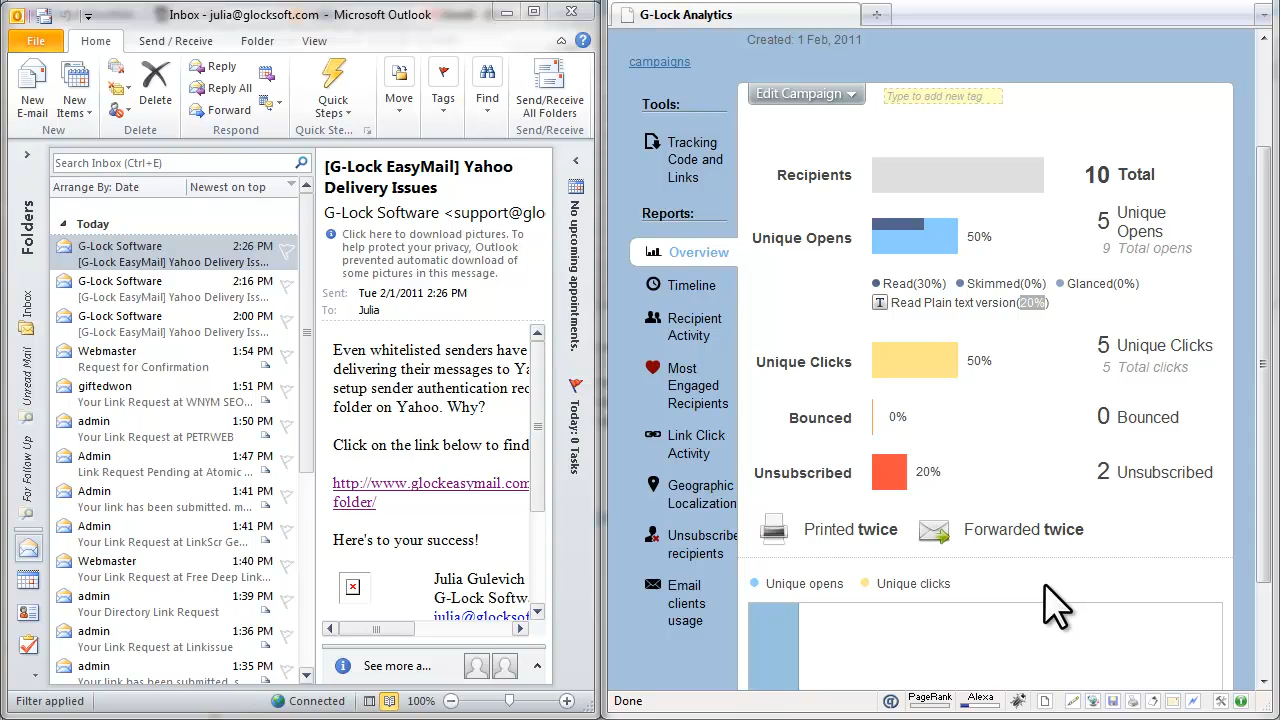 Inbox - julia@glocksoft.com - Microsoft Outlook
File
Home
Send / Receive
Folder
View
New
E-mail
New
Items
New
Delete
Delete
Reply
Reply All
Forward
Respond
Quick
Steps
Quick Ste...
Move
Tags
Find
Send/Receive
All Folders
Send/Receive
Search Inbox (Ctrl+E)
Arrange By: Date
Newest on top
Today
G-Lock Software 2:26 PM
[G-Lock EasyMail] Yahoo Delivery Iss...
G-Lock Software 2:16 PM
[G-Lock EasyMail] Yahoo Delivery Iss...
G-Lock Software 2:00 PM
[G-Lock EasyMail] Yahoo Delivery Iss...
Webmaster 1:54 PM
Request for Confirmation
giftedwon 1:51 PM
Your Link Request at WNYM SEO...
admin 1:50 PM
Your Link Request at PETRWEB
Admin 1:47 PM
Link Request Pending at Atomic ...
Admin 1:41 PM
Your link has been submitted. m...
Admin 1:41 PM
Your Link Request at LinkScr Ge...
Webmaster 1:40 PM
Your Link Request at Free Deep Link...
admin 1:39 PM
Your Directory Link Request
admin 1:36 PM
Your Link Request at Linkissue
admin 1:35 PM
Your link has been submitted. s...
Folders
Inbox
Unread Mail
For Follow Up
[G-Lock EasyMail] Yahoo
Delivery Issues
G-Lock Software <support@glo
Click here to download pictures. To
help protect your privacy, Outlook
prevented automatic download of
some pictures in this message.
Sent: Tue 2/1/2011 2:26 PM
To: Julia
Even whitelisted senders have
delivering their messages to Ya
setup sender authentication rec
folder on Yahoo. Why?
Click on the link below to find
http://www.glockeasymail.com
folder/
Here's to your success!
Julia Gulevich
G-Lock Softw
julia@glocksof
See more a...
No upcoming appointments.
Today: 0 Tasks
Filter applied
Connected
100%
G-Lock Analytics
Created: 1 Feb, 2011
campaigns
Edit Campaign
Type to add new tag
Tools:
Tracking
Code and
Links
Reports:
Overview
Timeline
Recipient
Activity
Most
Engaged
Recipients
Link Click
Activity
Geographic
Localization
Unsubscribe
recipients
Email
clients
usage
Recipients 10 Total
Unique Opens 50% 5 Unique
Opens
9 Total opens
Read(30%) Skimmed(0%) Glanced(0%)
T Read Plain text version(20%)
Unique Clicks 50% 5 Unique Clicks
5 Total clicks
Bounced 0% 0 Bounced
Unsubscribed 20% 2 Unsubscribed
Printed twice
Forwarded twice
Unique opens
Unique clicks
Done
PageRank
Alexa